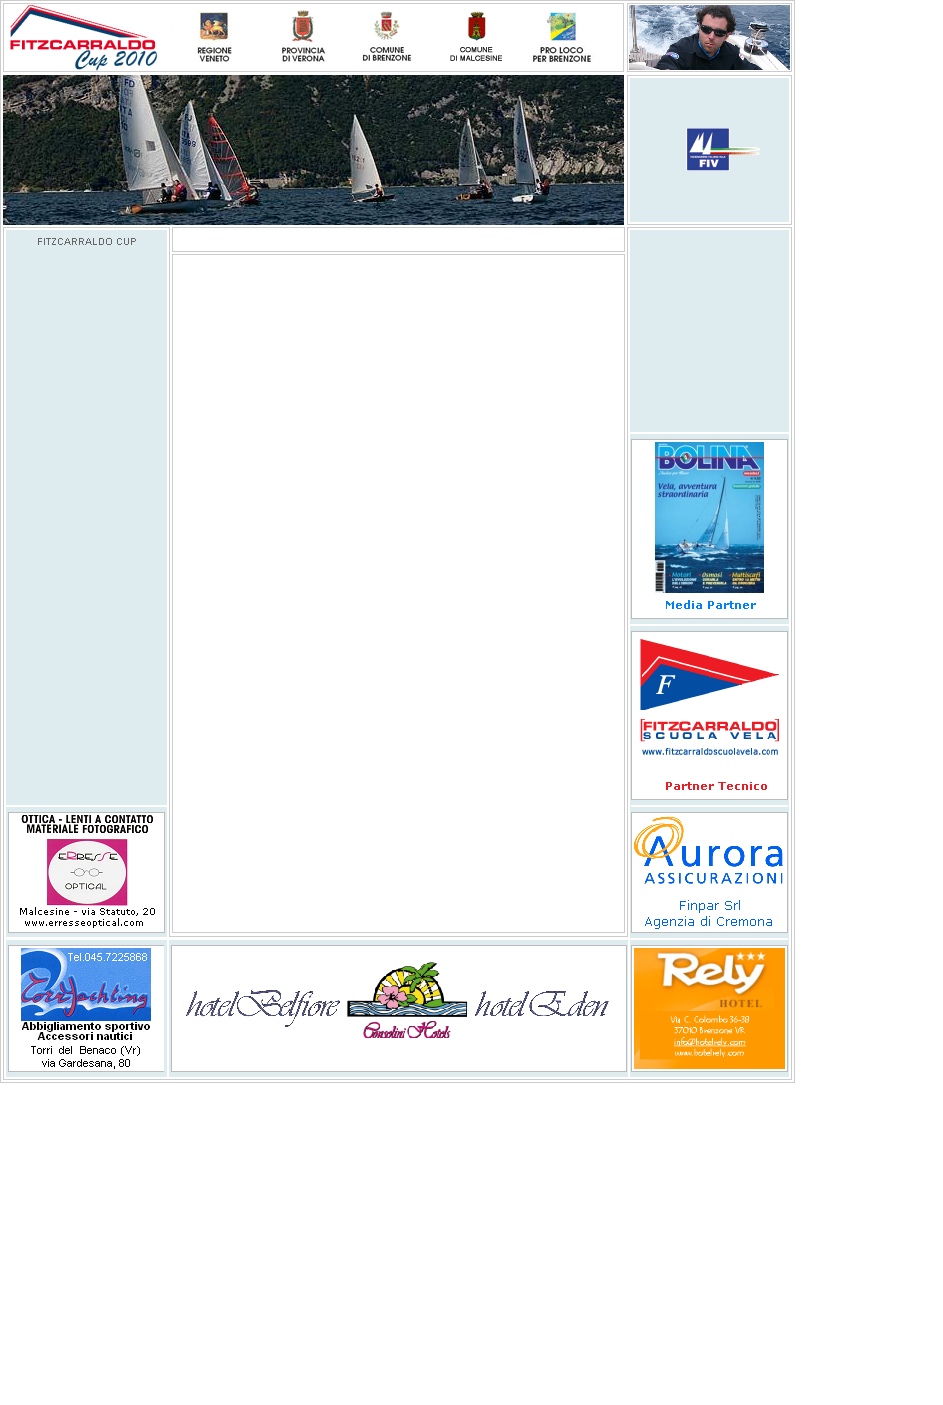 FITZCARRALDO
Cup 2010
REGIONE
VENETO
PROVINCIA
DI VERONA
COMUNE
DI BRENZONE
COMUNE
DI MALCESINE
PRO LOCO
PER BRENZONE
FIV
FITZCARRALDO CUP
BOLINA
Vela, avventura
straordinaria
Motori
Osmosi
Multiscafi
Media Partner
F
[FITZCARRALDO]
SCUOLA VELA
www.fitzcarraldoscuolavela.com
Partner Tecnico
OTTICA - LENTI A CONTATTO
MATERIALE FOTOGRAFICO
ERRESSE
OPTICAL
Malcesine - via Statuto, 20
www.erresseoptical.com
Aurora
ASSICURAZIONI
Finpar Srl
Agenzia di Cremona
Tel.045.7225868
TorriYachting
Abbigliamento sportivo
Accessori nautici
Torri del Benaco (Vr)
via Gardesana, 80
hotel Belfiore
Consolini Hotels
hotel Eden
Rely
HOTEL
Via C. Colombo 36-38
37010 Brenzone VR
info@hotelrely.com
www.hotelrely.com